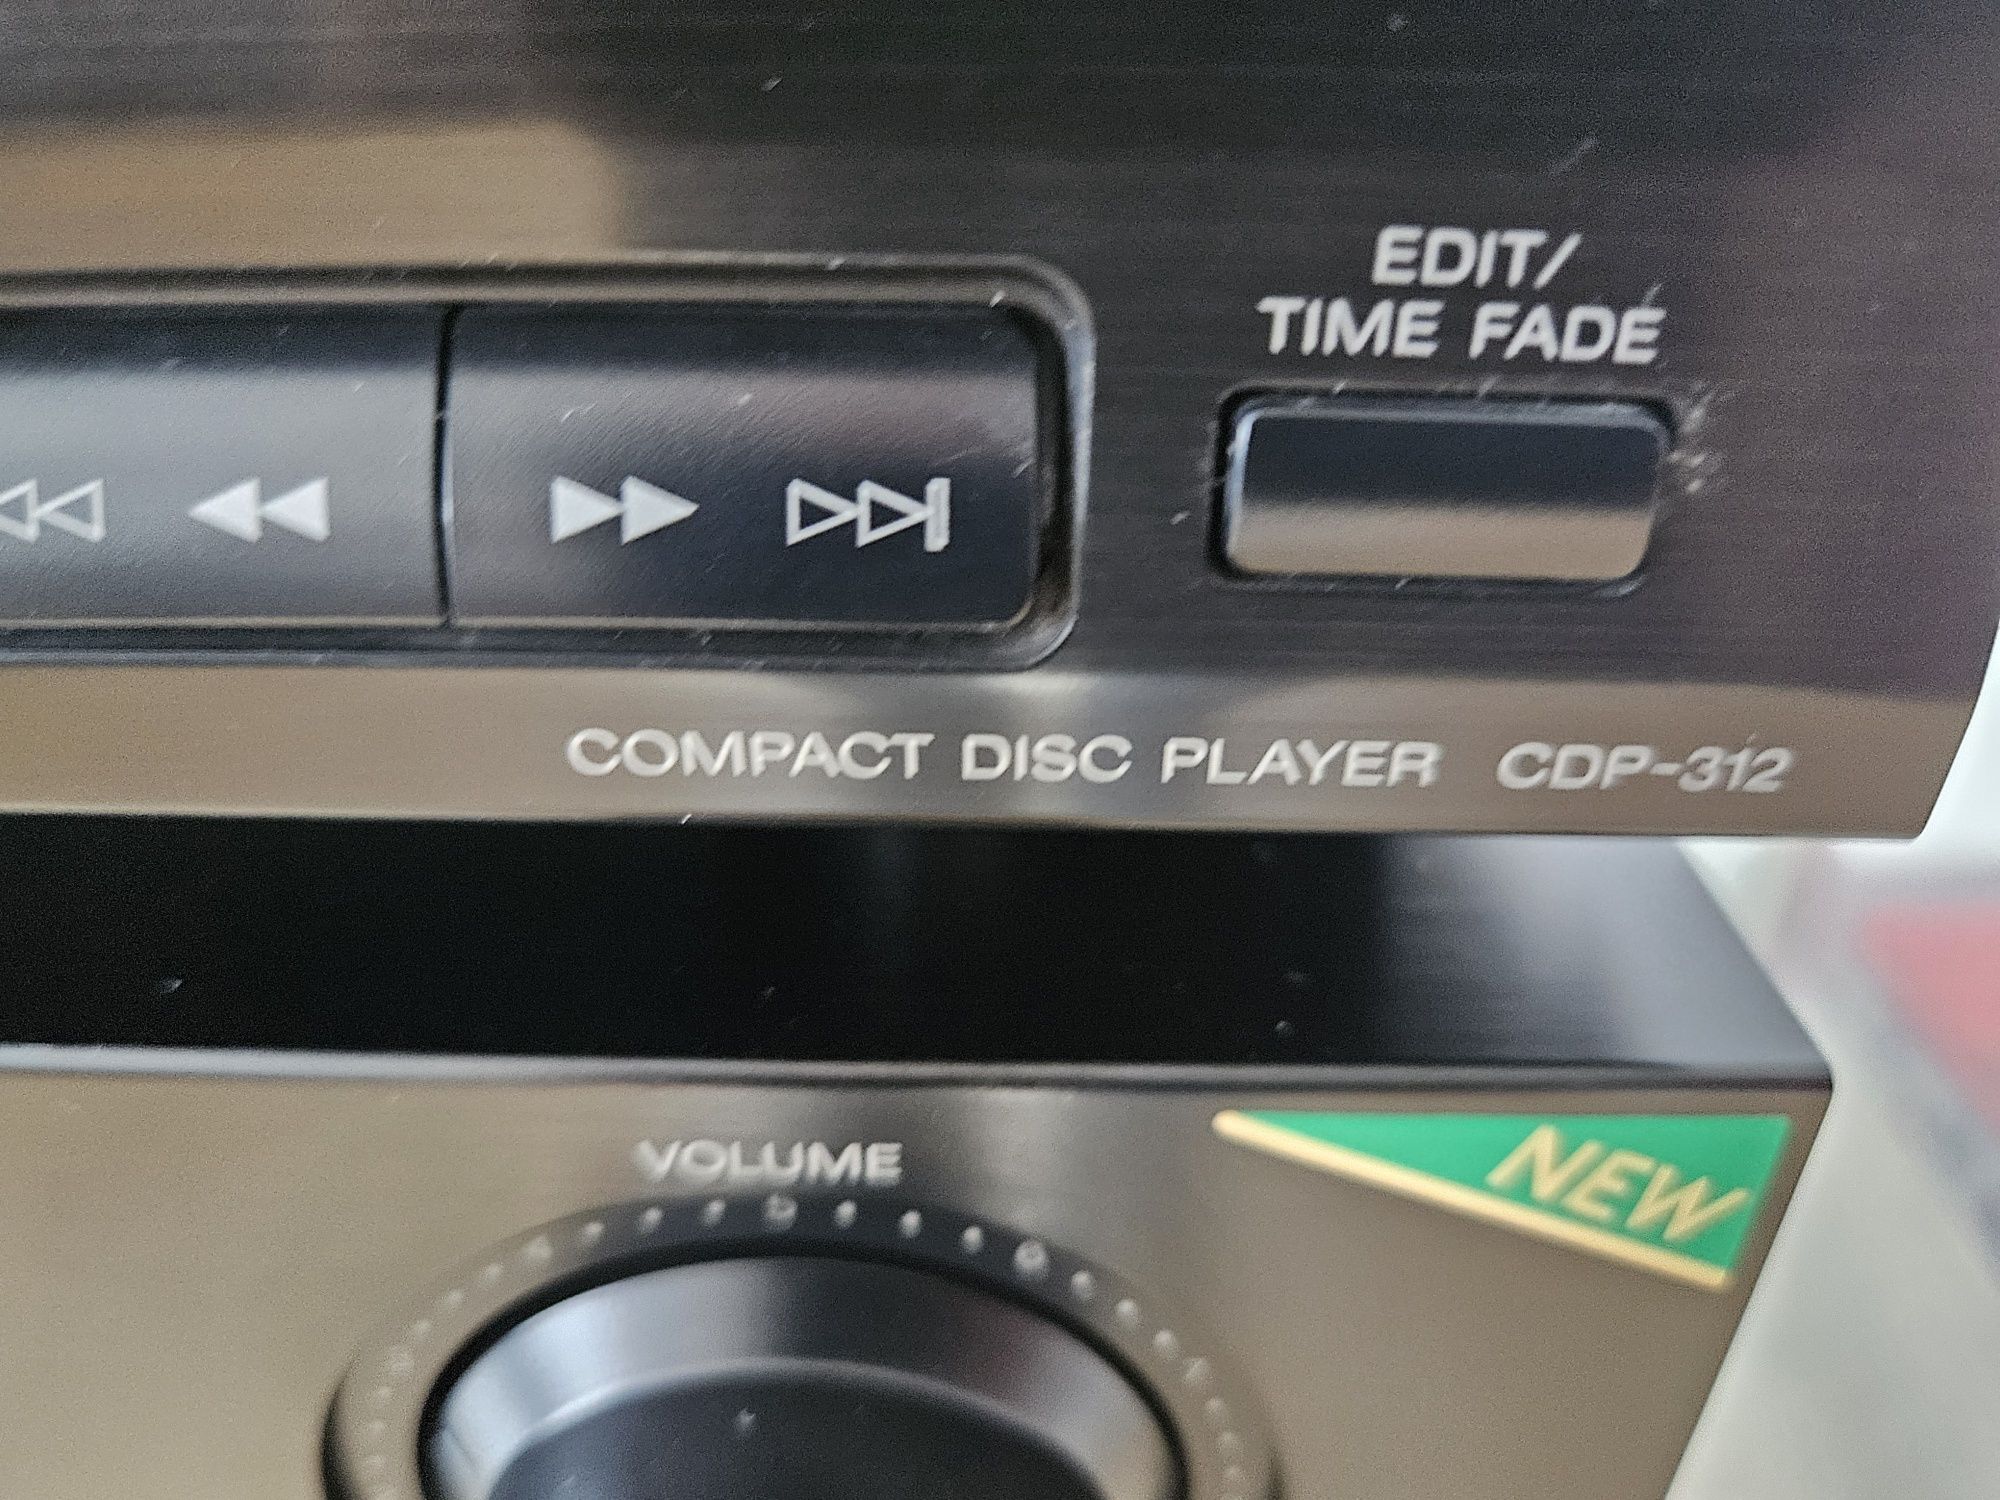 EDIT/
TIME FADE
COMPACT DISC PLAYER CDP-312
VOLUME
NEW